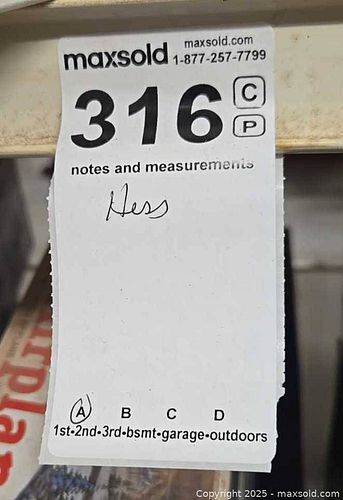 maxsold maxsold.com
1-877-257-7799
316 C
P
notes and measurements
Hess
A B C D
1st•2nd•3rd•bsmt•garage•outdoors
Copyright © 2025 - maxsold.com